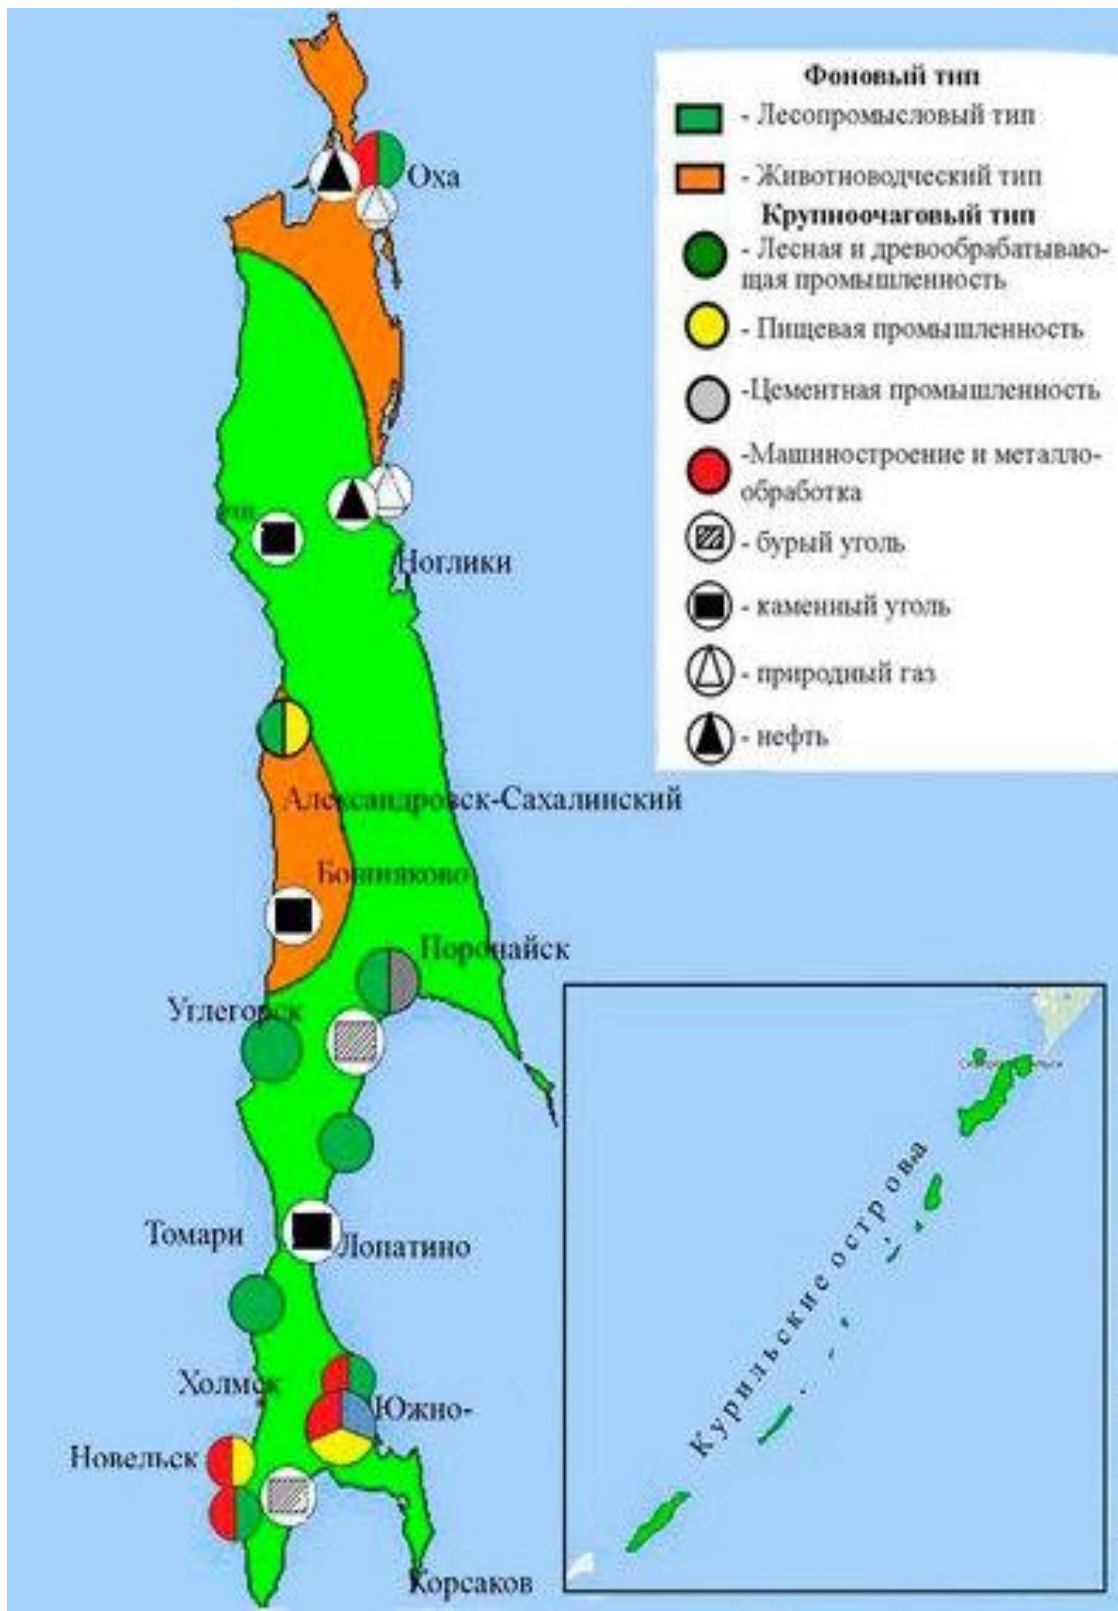 Фоновый тип
- Лесопромысловый тип
- Животноводческий тип
Крупноочаговый тип
- Лесная и древообрабатываю-
щая промышленность
- Пищевая промышленность
-Цементная промышленность
-Машиностроение и металло-
обработка
- бурый уголь
- каменный уголь
- природный газ
- нефть
Оха
Ноглики
Александровск-Сахалинский
Бошняково
Поронайск
Углегорск
Томари
Лопатино
Холмск
Южно-
Новельск
Корсаков
Курильские острова